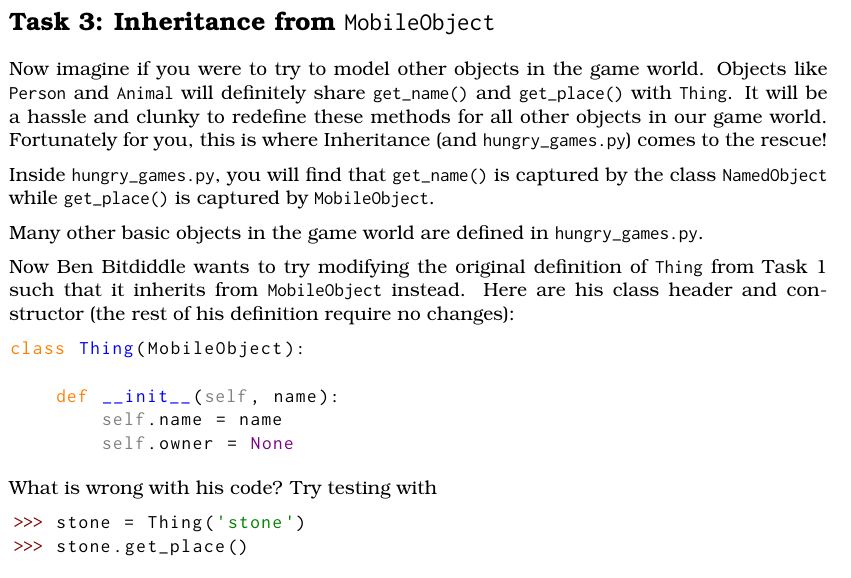 Task 3: Inheritance from MobileObject
Now imagine if you were to try to model other objects in the game world. Objects like
Person and Animal will definitely share get_name() and get_place() with Thing. It will be
a hassle and clunky to redefine these methods for all other objects in our game world.
Fortunately for you, this is where Inheritance (and hungry_games.py) comes to the rescue!
Inside hungry_games.py, you will find that get_name() is captured by the class NamedObject
while get_place() is captured by MobileObject.
Many other basic objects in the game world are defined in hungry_games.py.
Now Ben Bitdiddle wants to try modifying the original definition of Thing from Task 1
such that it inherits from MobileObject instead. Here are his class header and con-
structor (the rest of his definition require no changes):
class Thing(MobileObject):
    def __init__(self, name):
        self.name = name
        self.owner = None
What is wrong with his code? Try testing with
>>> stone = Thing('stone')
>>> stone.get_place()